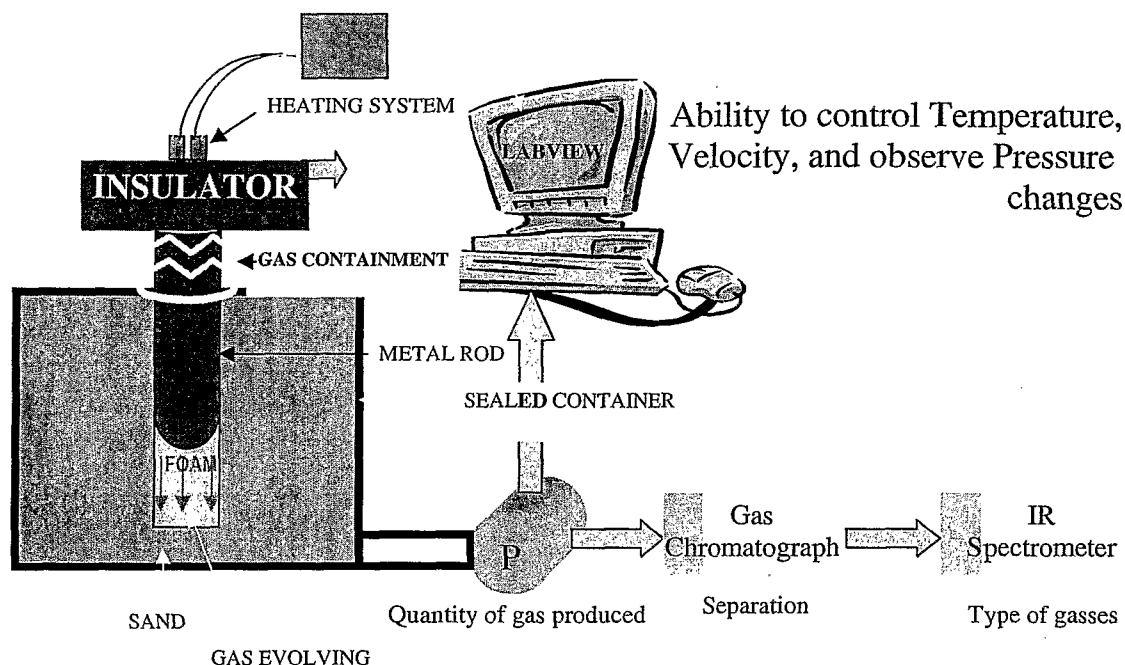 HEATING SYSTEM
LABVIEW
Ability to control Temperature,
Velocity, and observe Pressure
changes
INSULATOR
GAS CONTAINMENT
METAL ROD
SEALED CONTAINER
FOAM
P
Gas
Chromatograph
IR
Spectrometer
Quantity of gas produced
Separation
Type of gasses
SAND
GAS EVOLVING